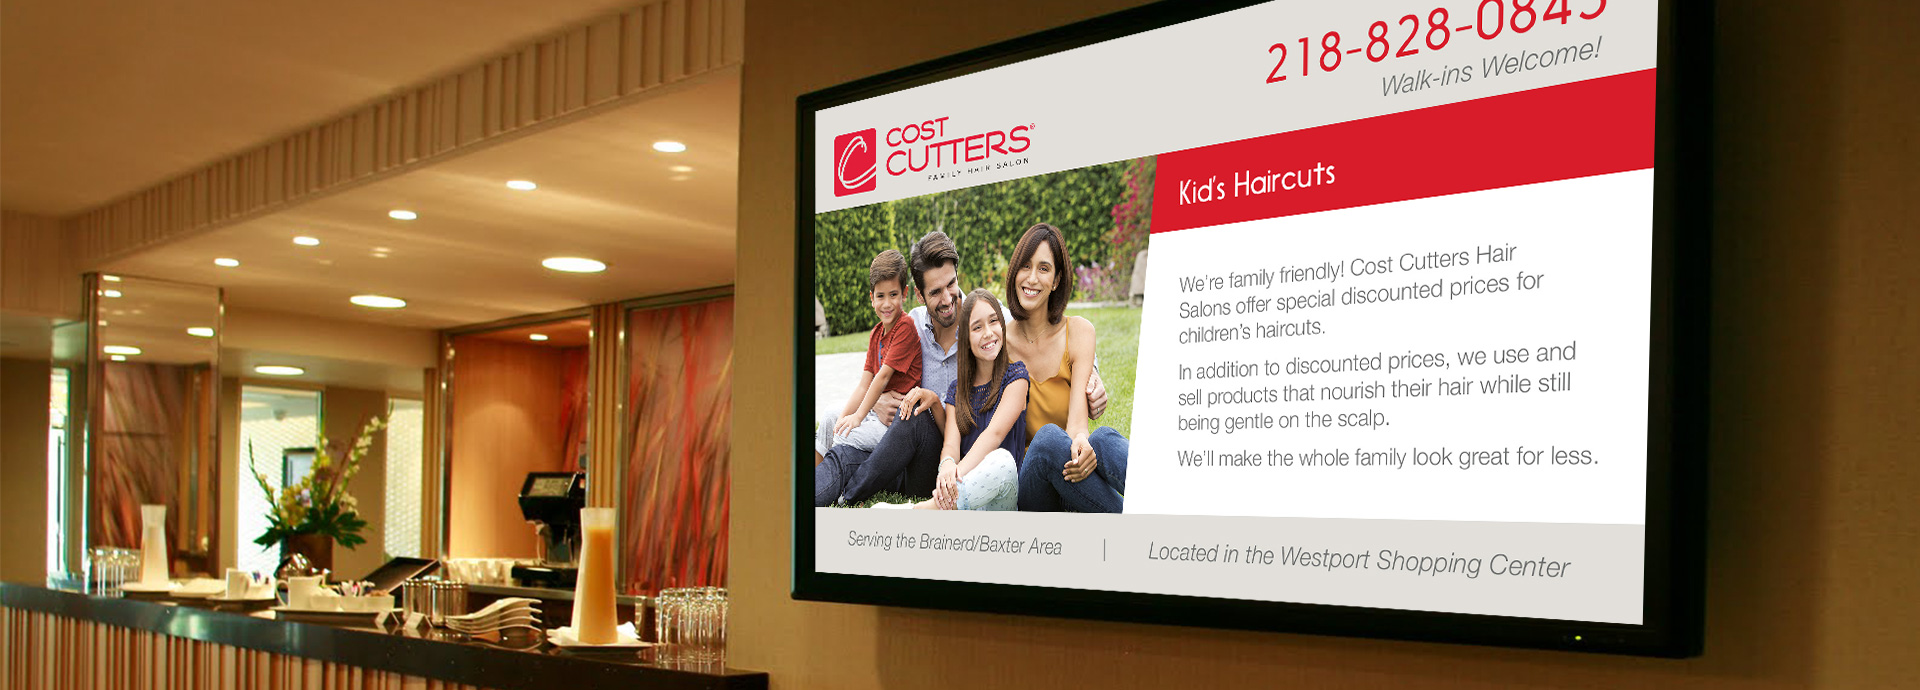 218-828-0845
Walk-ins Welcome!
COST
CUTTERS®
FAMILY HAIR SALON
Kid's Haircuts
We're family friendly! Cost Cutters Hair
Salons offer special discounted prices for
children's haircuts.
In addition to discounted prices, we use and
sell products that nourish their hair while still
being gentle on the scalp.
We'll make the whole family look great for less.
Serving the Brainerd/Baxter Area | Located in the Westport Shopping Center